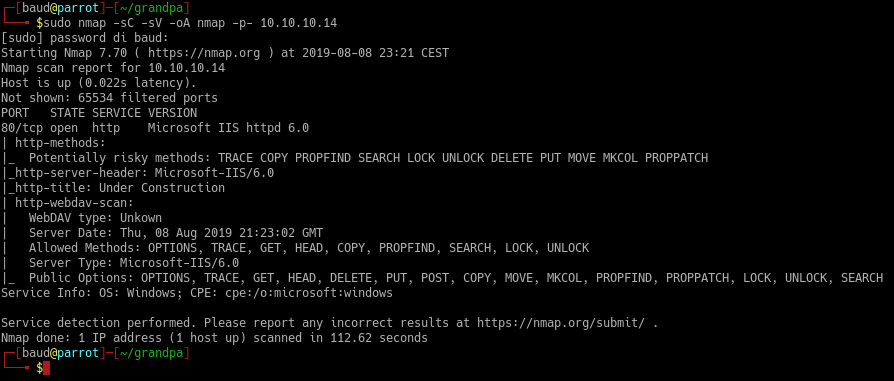 ┌─[baud@parrot]─[~/grandpa]
└──╼ $sudo nmap -sC -sV -oA nmap -p- 10.10.10.14
[sudo] password di baud:
Starting Nmap 7.70 ( https://nmap.org ) at 2019-08-08 23:21 CEST
Nmap scan report for 10.10.10.14
Host is up (0.022s latency).
Not shown: 65534 filtered ports
PORT   STATE SERVICE VERSION
80/tcp open  http    Microsoft IIS httpd 6.0
| http-methods:
|_  Potentially risky methods: TRACE COPY PROPFIND SEARCH LOCK UNLOCK DELETE PUT MOVE MKCOL PROPPATCH
|_http-server-header: Microsoft-IIS/6.0
|_http-title: Under Construction
| http-webdav-scan:
|   WebDAV type: Unkown
|   Server Date: Thu, 08 Aug 2019 21:23:02 GMT
|   Allowed Methods: OPTIONS, TRACE, GET, HEAD, COPY, PROPFIND, SEARCH, LOCK, UNLOCK
|   Server Type: Microsoft-IIS/6.0
|_  Public Options: OPTIONS, TRACE, GET, HEAD, DELETE, PUT, POST, COPY, MOVE, MKCOL, PROPFIND, PROPPATCH, LOCK, UNLOCK, SEARCH
Service Info: OS: Windows; CPE: cpe:/o:microsoft:windows

Service detection performed. Please report any incorrect results at https://nmap.org/submit/ .
Nmap done: 1 IP address (1 host up) scanned in 112.62 seconds
┌─[baud@parrot]─[~/grandpa]
└──╼ $